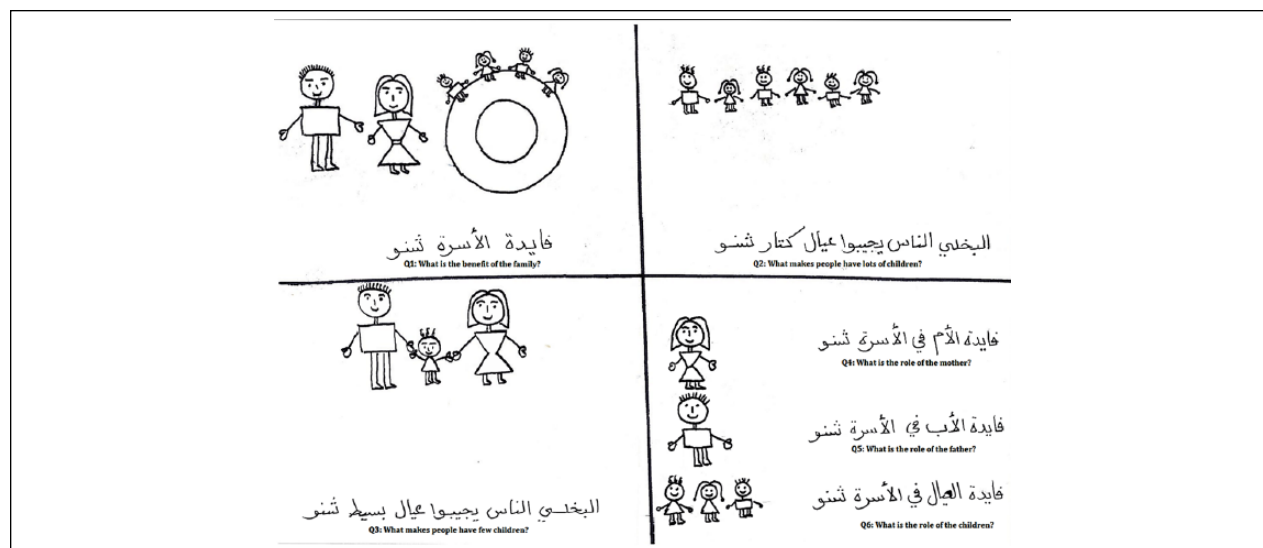 فايدة الأسرة شنو
Q1: What is the benefit of the family?
البخلي الناس يجيبوا عيال كتار شنو
Q2: What makes people have lots of children?
البخلي الناس يجيبوا عيال بسيط شنو
Q3: What makes people have few children?
فايدة الأم في الأسرة شنو
Q4: What is the role of the mother?
فايدة الأب في الأسرة شنو
Q5: What is the role of the father?
فايدة العيال في الأسرة شنو
Q6: What is the role of the children?